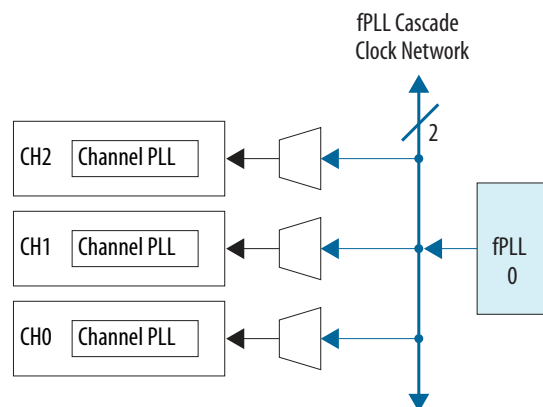 fPLL Cascade
Clock Network
2
CH2 Channel PLL
CH1 Channel PLL
fPLL
0
CH0 Channel PLL